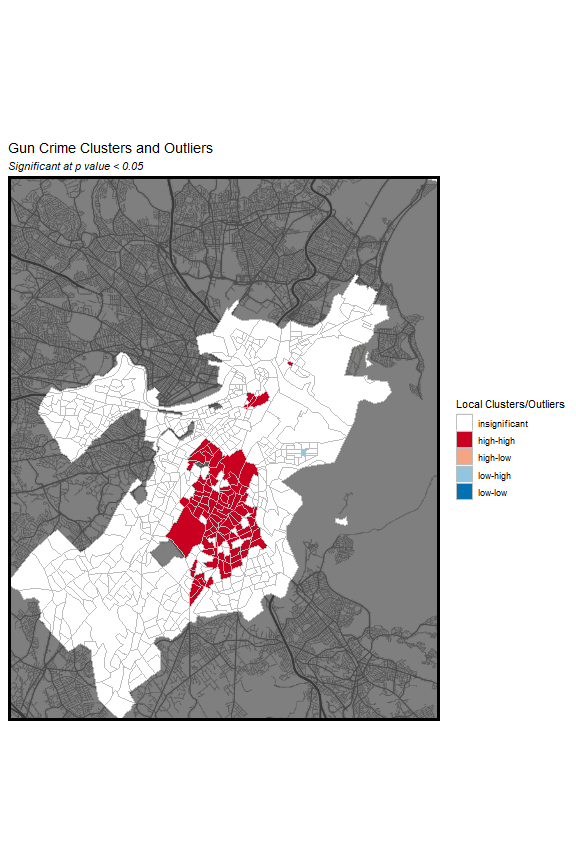 Gun Crime Clusters and Outliers
Significant at p value < 0.05
Local Clusters/Outliers
insignificant
high-high
high-low
low-high
low-low